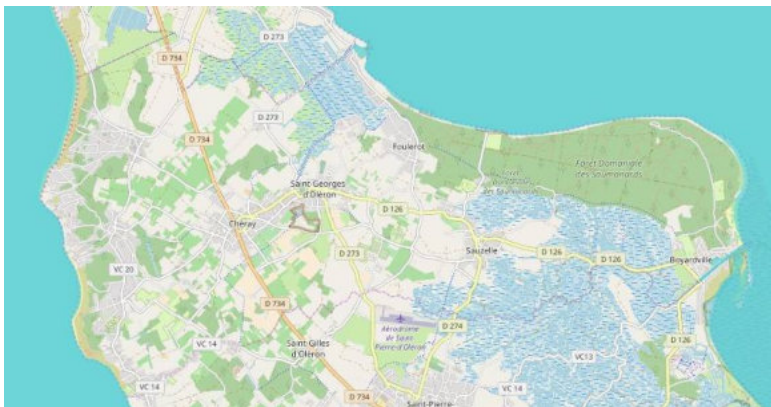 D 273
D 734
D 273
D 734
Foulerot
Forêt Domaniale
des Saumonards
Saint-Georges
d'Oléron
des Saumonards
D 126
Chéray
D 273
Sauzelle
D 126
D 126
Boyardville
VC 20
D 734
Aérodrome
de Saint
Pierre-d'Oléron
D 274
D 126
VC 14
Saint-Gilles
d'Oléron
VC13
VC 14
VC 14
D 734
Saint-Pierre-